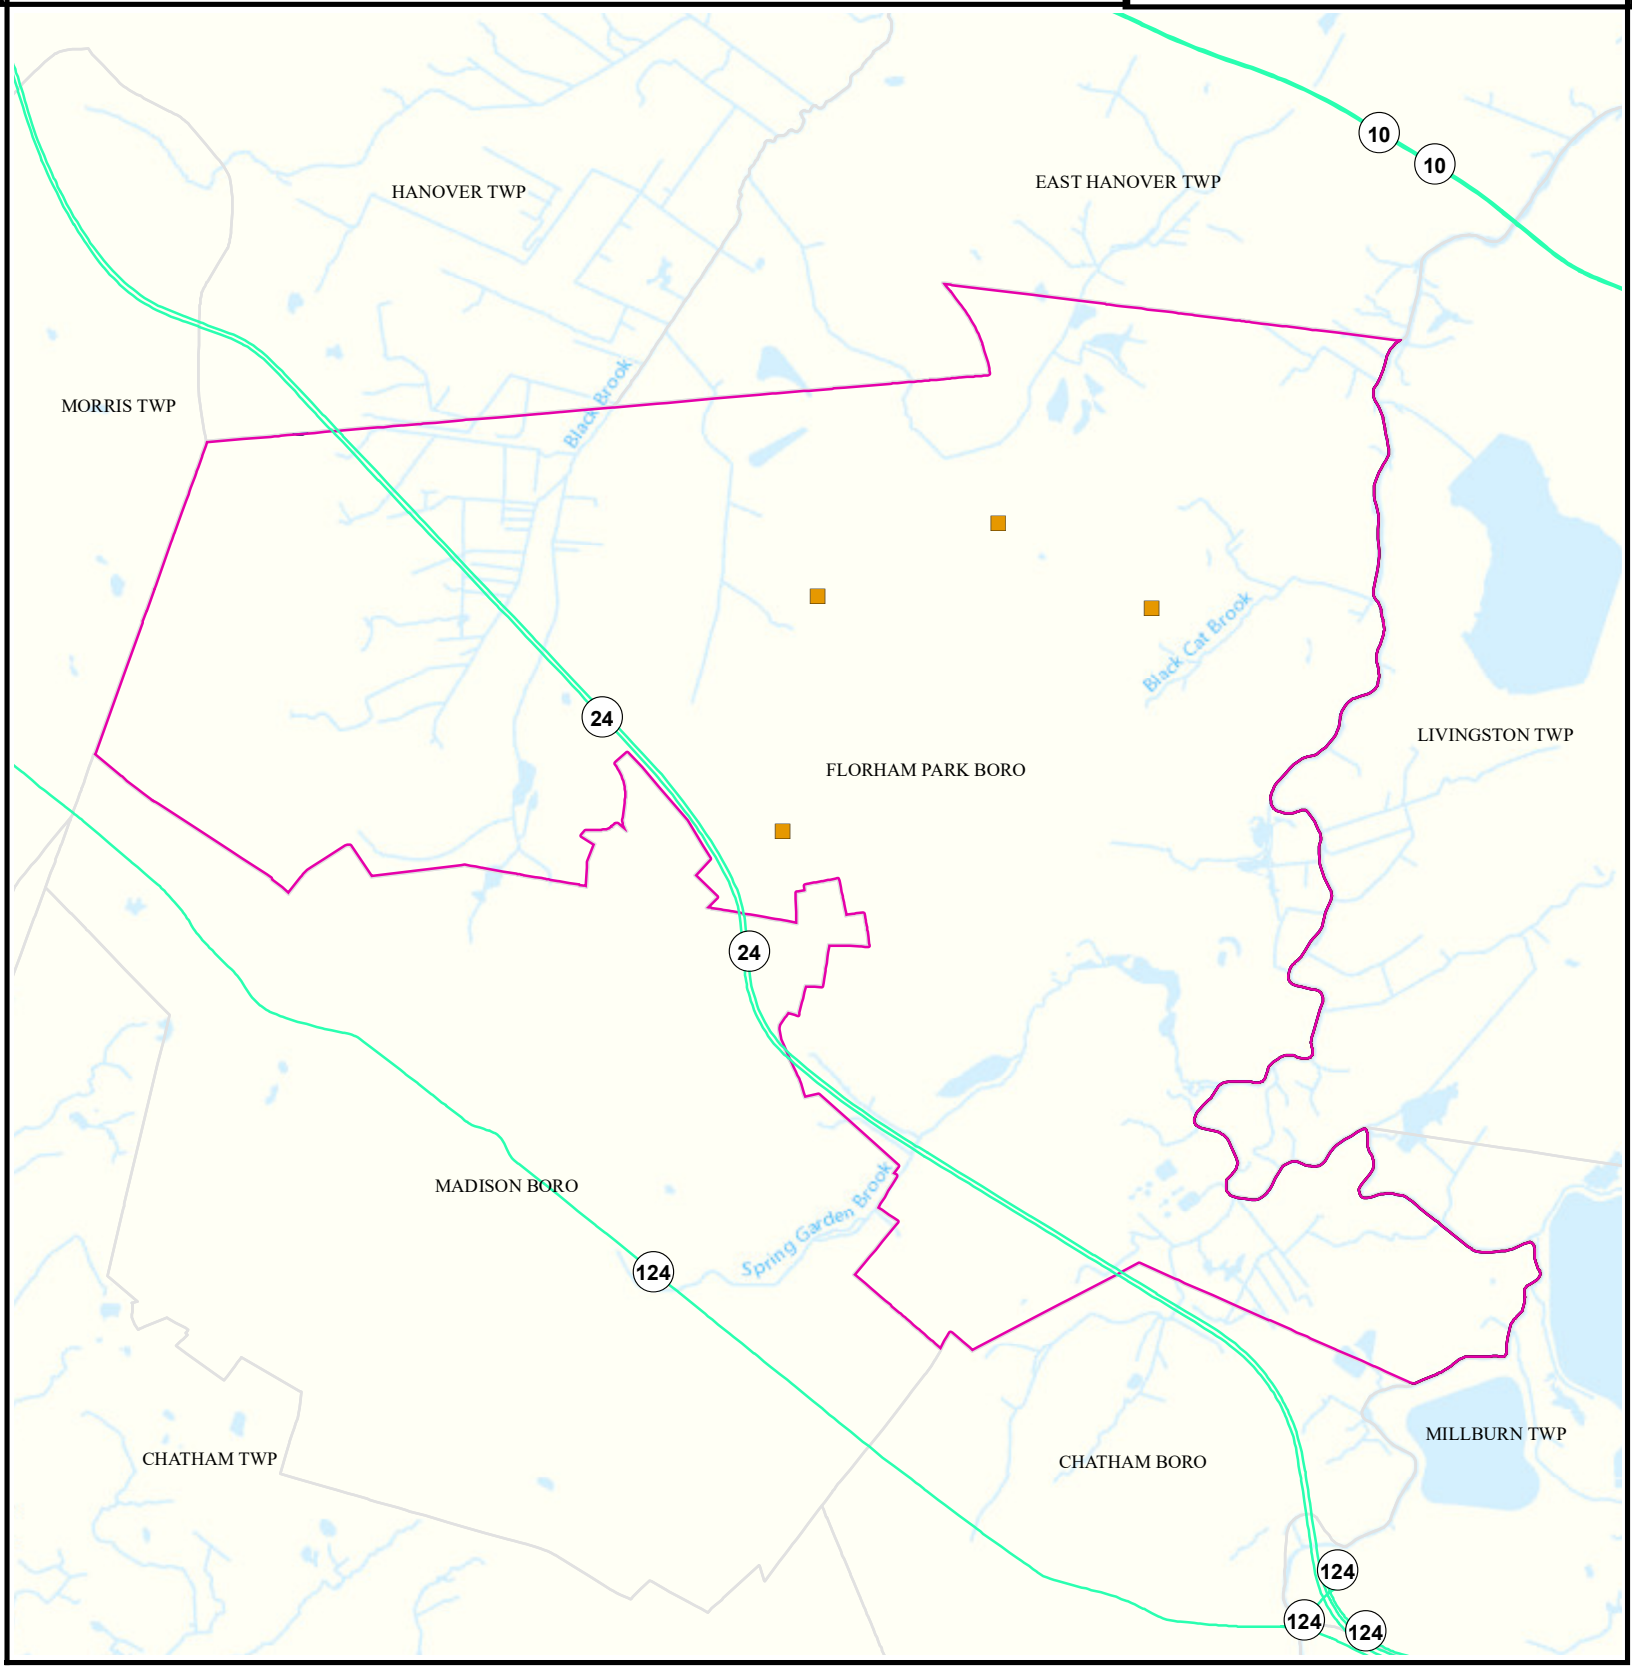 10
10
EAST HANOVER TWP
HANOVER TWP
MORRIS TWP
Black Brook
Black Cat Brook
24
LIVINGSTON TWP
FLORHAM PARK BORO
24
MADISON BORO
Spring Garden Brook
124
MILLBURN TWP
CHATHAM TWP
CHATHAM BORO
124
124
124